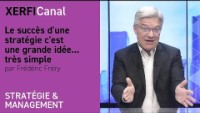 XERFI Canal
Le succès d'une
stratégie c'est
une grande idée...
très simple
par Frédéric Fréry
STRATÉGIE &
MANAGEMENT